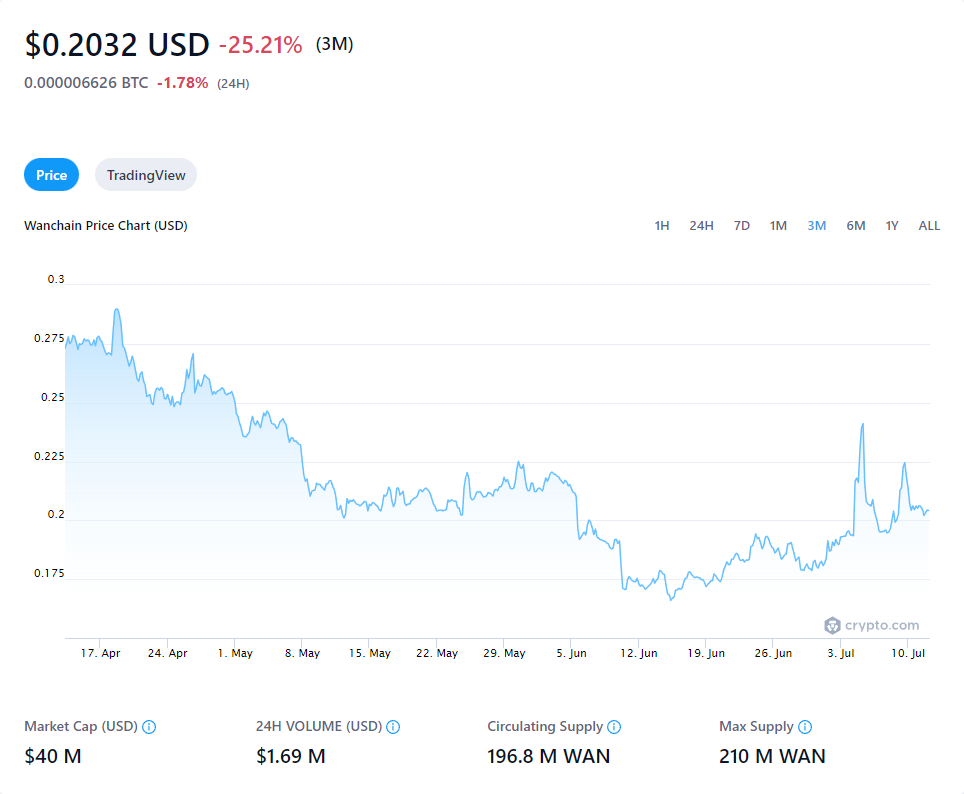 $0.2032 USD -25.21% (3M)
0.000006626 BTC -1.78% (24H)
Price TradingView
Wanchain Price Chart (USD) 1H 24H 7D 1M 3M 6M 1Y ALL
0.3
0.275
0.25
0.225
0.2
0.175
crypto.com
17. Apr 24. Apr 1. May 8. May 15. May 22. May 29. May 5. Jun 12. Jun 19. Jun 26. Jun 3. Jul 10. Jul
Market Cap (USD) 24H VOLUME (USD) Circulating Supply Max Supply
$40 M $1.69 M 196.8 M WAN 210 M WAN